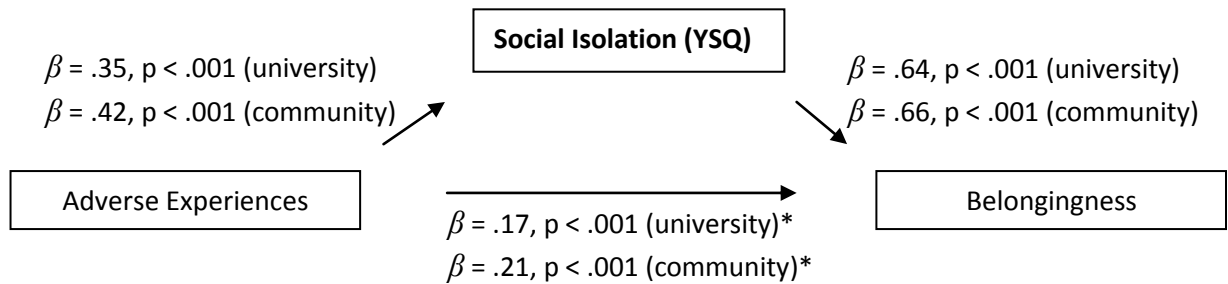 Social Isolation (YSQ)
β = .35, p < .001 (university)
β = .42, p < .001 (community)
β = .64, p < .001 (university)
β = .66, p < .001 (community)
Adverse Experiences
Belongingness
β = .17, p < .001 (university)*
β = .21, p < .001 (community)*